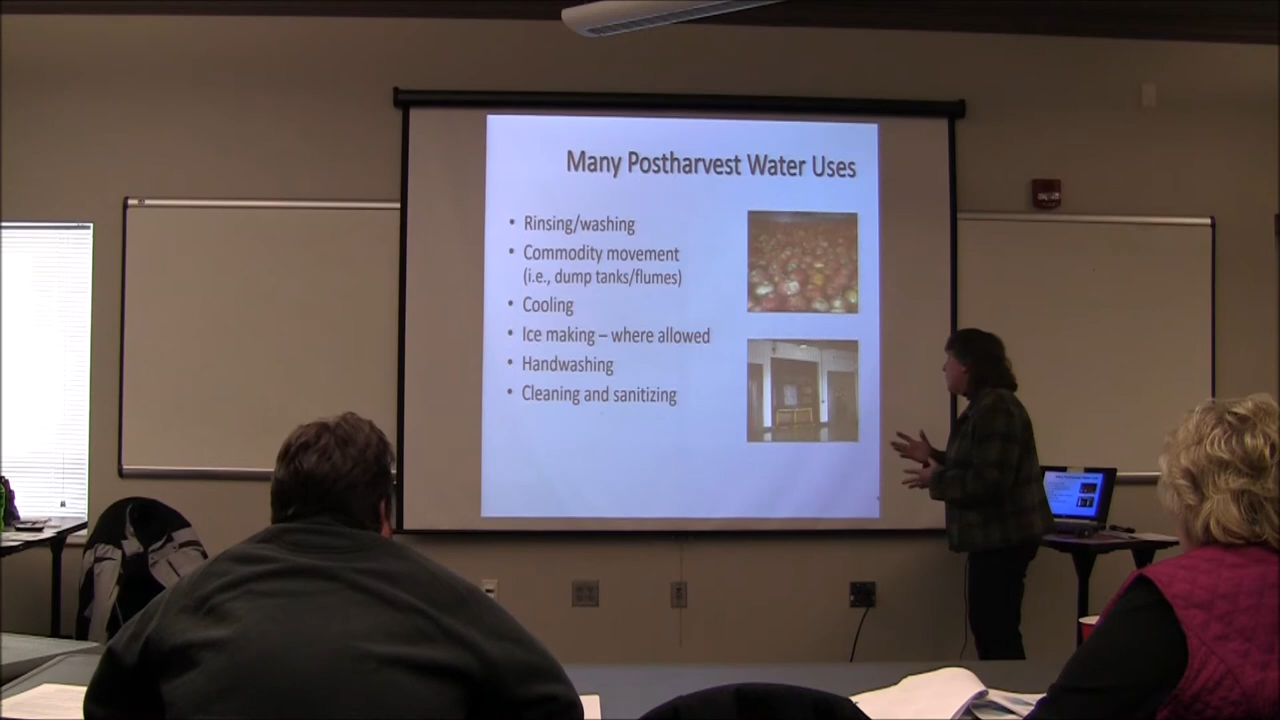 Many Postharvest Water Uses
• Rinsing/washing
• Commodity movement
(i.e., dump tanks/flumes)
• Cooling
• Ice making – where allowed
• Handwashing
• Cleaning and sanitizing